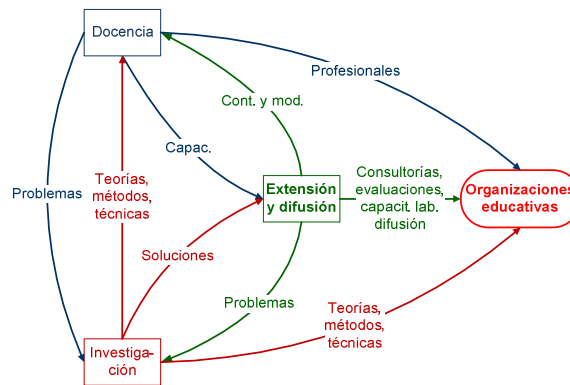 Docencia
Profesionales
Cont. y mod.
Capac.
Problemas
Teorías,
métodos,
técnicas
Extensión
y difusión
Consultorías,
evaluaciones,
capacit. lab.
difusión
Organizaciones
educativas
Soluciones
Problemas
Teorías,
métodos,
técnicas
Investiga-
ción